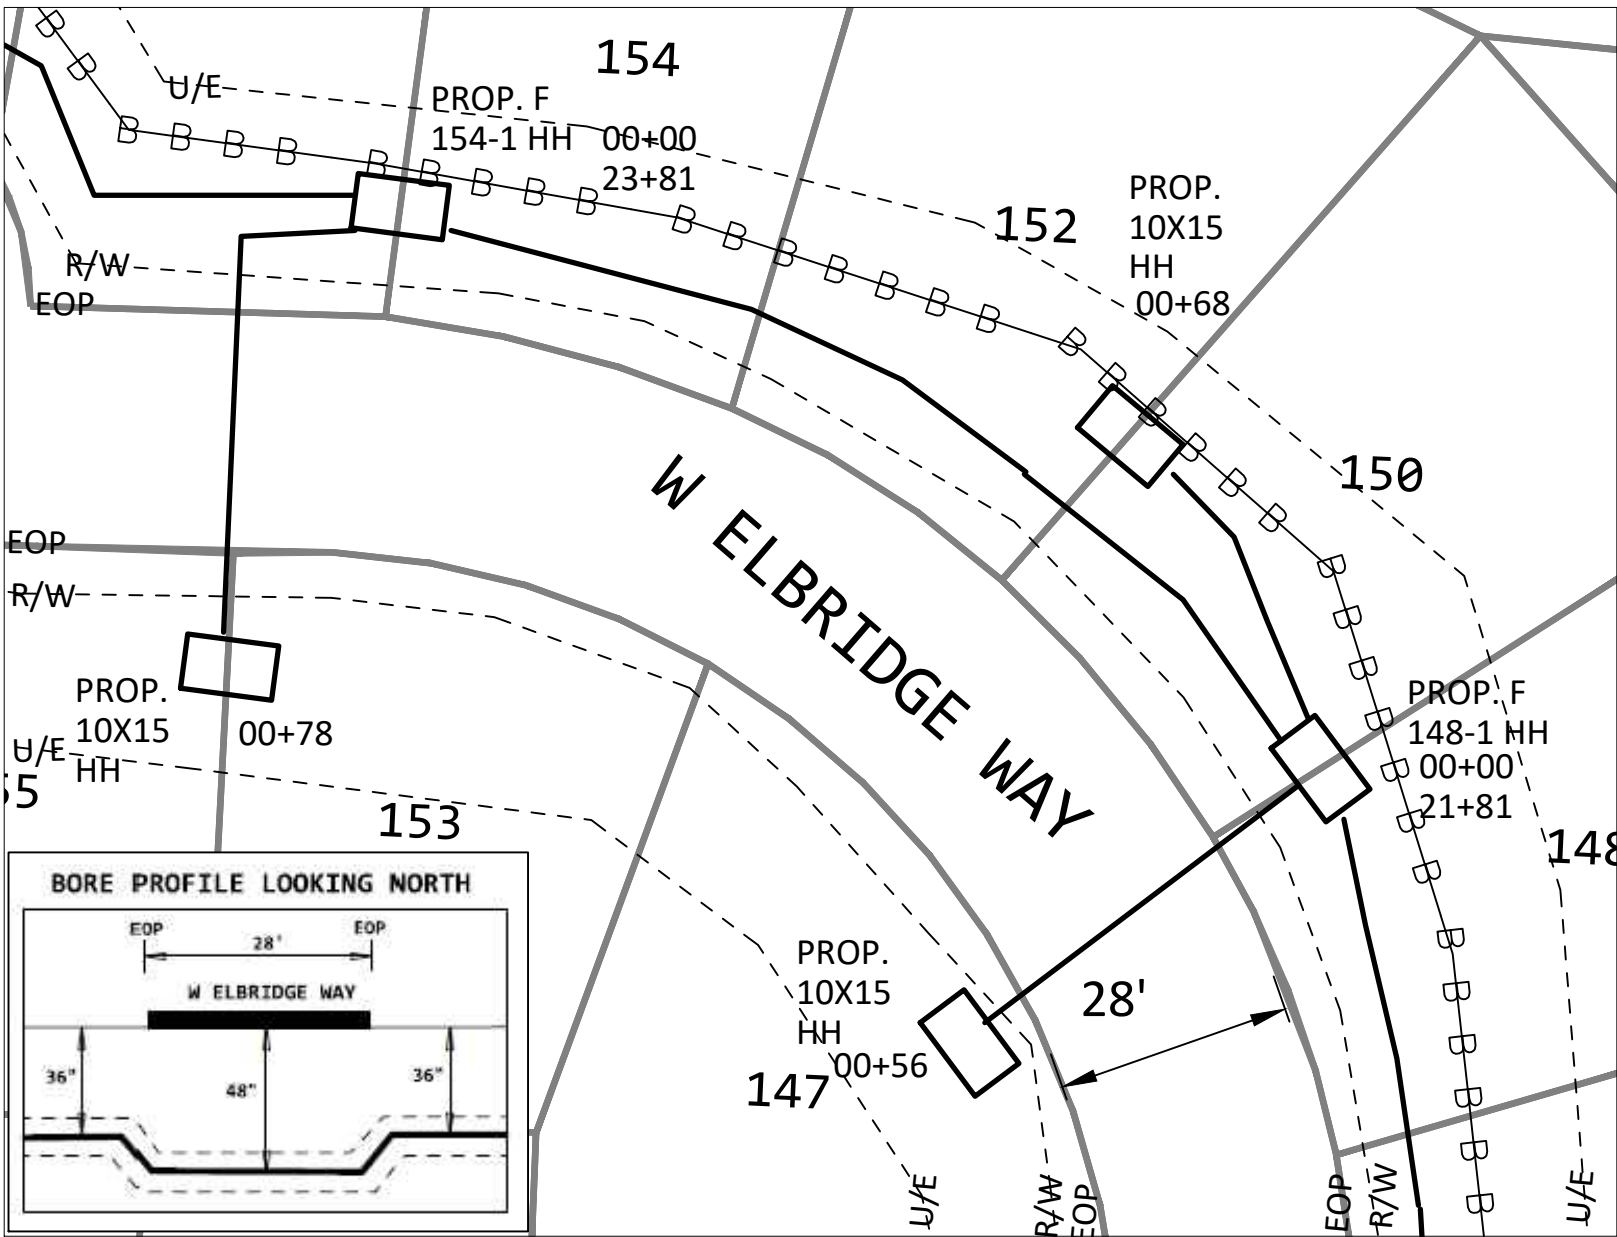 154
U/E
PROP. F
154-1 HH
00+00
23+81
152
PROP.
10X15
HH
00+68
R/W
EOP
150
W ELBRIDGE WAY
EOP
R/W
PROP.
10X15
HH
00+78
U/E
55
153
PROP. F
148-1 HH
00+00
21+81
148
PROP.
10X15
HH
00+56
147
28'
U/E
R/W
EOP
EOP
R/W
U/E
B B B B B B B B B B B B B B B B B B B B B B B B B B B B B B B B B B B B B B
BORE PROFILE LOOKING NORTH
EOP
EOP
28'
W ELBRIDGE WAY
36"
48"
36"